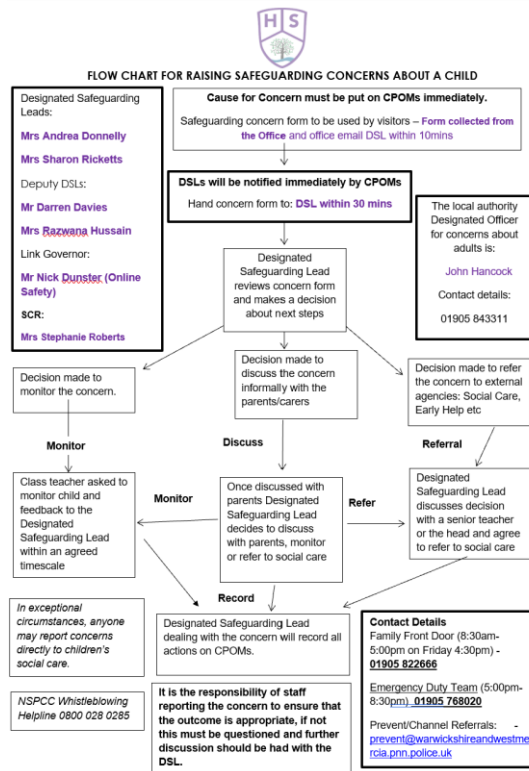 H S
FLOW CHART FOR RAISING SAFEGUARDING CONCERNS ABOUT A CHILD
Designated Safeguarding
Leads:
Mrs Andrea Donnelly
Mrs Sharon Ricketts
Deputy DSLs:
Mr Darren Davies
Mrs Razwana Hussain
Link Governor:
Mr Nick Dunster (Online
Safety)
SCR:
Mrs Stephanie Roberts
Cause for Concern must be put on CPOMs immediately.
Safeguarding concern form to be used by visitors – Form collected from
the Office and office email DSL within 10mins
DSLs will be notified immediately by CPOMs
Hand concern form to: DSL within 30 mins
The local authority
Designated Officer
for concerns about
adults is:
John Hancock
Contact details:
01905 843311
Designated
Safeguarding Lead
reviews concern form
and makes a decision
about next steps
Decision made to
monitor the concern.
Decision made to
discuss the concern
informally with the
parents/carers
Decision made to refer
the concern to external
agencies: Social Care,
Early Help etc
Monitor
Discuss
Referral
Class teacher asked to
monitor child and
feedback to the
Designated
Safeguarding Lead
within an agreed
timescale
Monitor
Once discussed with
parents Designated
Safeguarding Lead
decides to discuss
with parents, monitor
or refer to social care
Refer
Designated
Safeguarding Lead
discusses decision
with a senior teacher
or the head and agree
to refer to social care
Record
In exceptional
circumstances, anyone
may report concerns
directly to children's
social care.
Designated Safeguarding Lead
dealing with the concern will record all
actions on CPOMs.
Contact Details
Family Front Door (8:30am-
5:00pm on Friday 4:30pm) -
01905 822666
Emergency Duty Team (5:00pm-
8:30pm) 01905 768020
Prevent/Channel Referrals: -
prevent@warwickshireandwestme
rcia.pnn.police.uk
NSPCC Whistleblowing
Helpline 0800 028 0285
It is the responsibility of staff
reporting the concern to ensure that
the outcome is appropriate, if not
this must be questioned and further
discussion should be had with the
DSL.